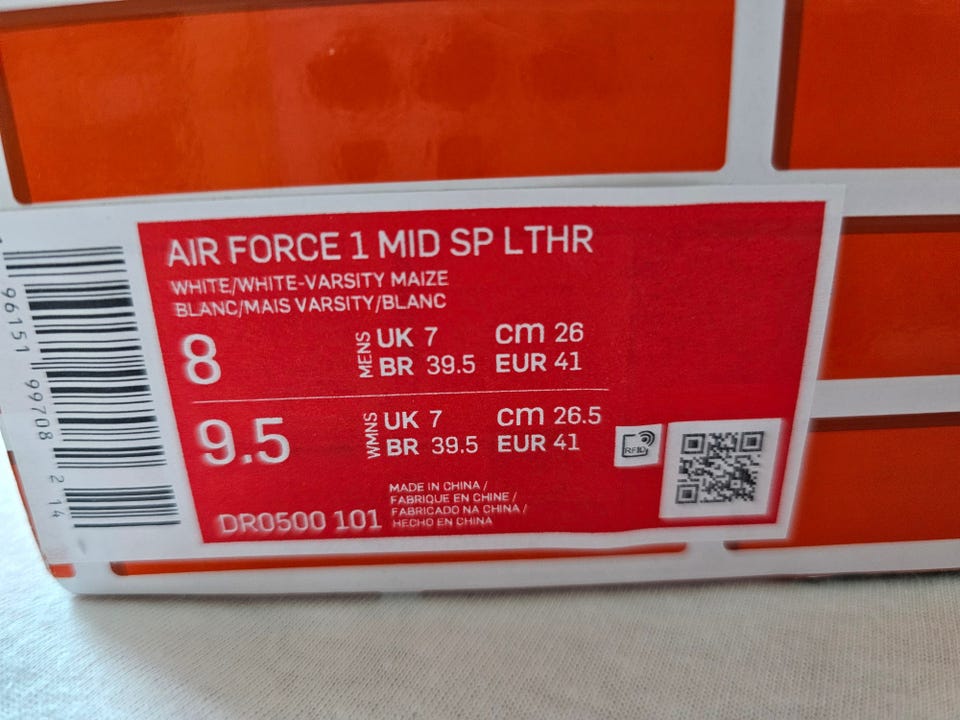 AIR FORCE 1 MID SP LTHR
WHITE/WHITE-VARSITY MAIZE
BLANC/MAIS VARSITY/BLANC
8 MENS UK 7 CM 26
BR 39.5 EUR 41
9.5 WMNS UK 7 CM 26.5
BR 39.5 EUR 41
RFID
MADE IN CHINA /
FABRIQUE EN CHINE /
FABRICADO NA CHINA /
HECHO EN CHINA
DR0500 101
96151 99708 2 14